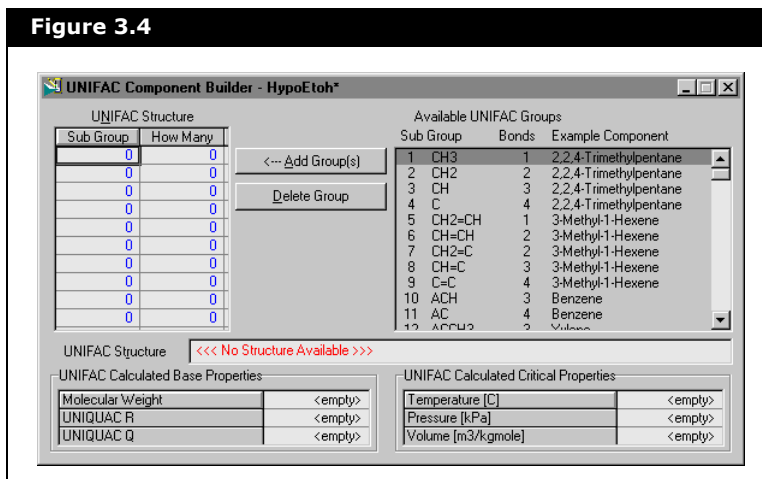 Figure 3.4
UNIFAC Component Builder - HypoEtoh*
UNIFAC Structure
Sub Group How Many
0 0
0 0
0 0
0 0
0 0
0 0
0 0
0 0
0 0
0 0
<--- Add Group(s)
Delete Group
Available UNIFAC Groups
Sub Group Bonds Example Component
1 CH3 1 2,2,4-Trimethylpentane
2 CH2 2 2,2,4-Trimethylpentane
3 CH 3 2,2,4-Trimethylpentane
4 C 4 2,2,4-Trimethylpentane
5 CH2=CH 1 3-Methyl-1-Hexene
6 CH=CH 2 3-Methyl-1-Hexene
7 CH2=C 2 3-Methyl-1-Hexene
8 CH=C 3 3-Methyl-1-Hexene
9 C=C 4 3-Methyl-1-Hexene
10 ACH 3 Benzene
11 AC 4 Benzene
UNIFAC Structure <<< No Structure Available >>>
UNIFAC Calculated Base Properties
Molecular Weight <empty>
UNIQUAC R <empty>
UNIQUAC Q <empty>
UNIFAC Calculated Critical Properties
Temperature [C] <empty>
Pressure [kPa] <empty>
Volume [m3/kgmole] <empty>